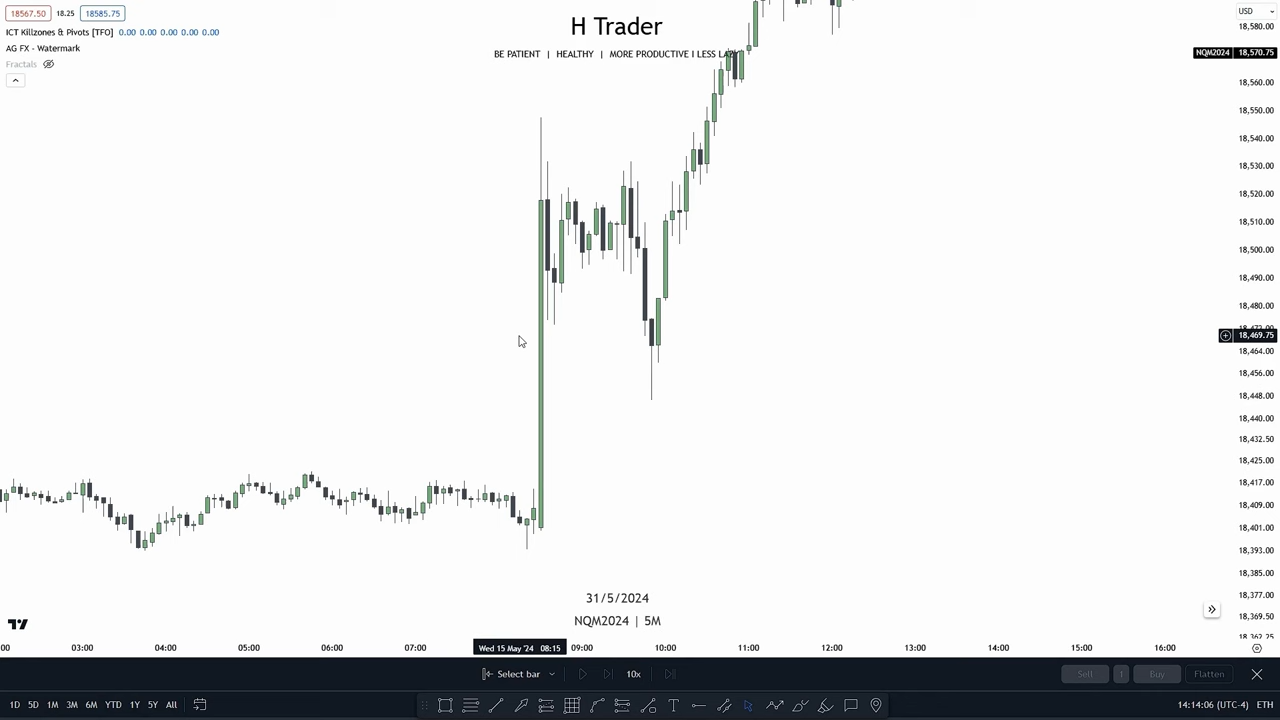 18567.50 18.25 18585.75
ICT Killzones & Pivots [TFO] 0.00 0.00 0.00 0.00 0.00
AG FX - Watermark
Fractals
H Trader
BE PATIENT | HEALTHY | MORE PRODUCTIVE I LESS LAZY
USD
18,580.00
NQM2024 18,570.75
18,560.00
18,550.00
18,540.00
18,530.00
18,520.00
18,510.00
18,500.00
18,490.00
18,480.00
18,469.75
18,464.00
18,456.00
18,448.00
18,440.00
18,432.50
18,425.00
18,417.00
18,409.00
18,401.00
18,393.00
18,385.00
18,377.00
18,369.50
31/5/2024
NQM2024 | 5M
03:00 04:00 05:00 06:00 07:00 Wed 15 May '24 08:15 09:00 10:00 11:00 12:00 13:00 14:00 15:00 16:00
Select bar 10x Sell 1 Buy Flatten
1D 5D 1M 3M 6M YTD 1Y 5Y All T 14:14:06 (UTC-4) ETH